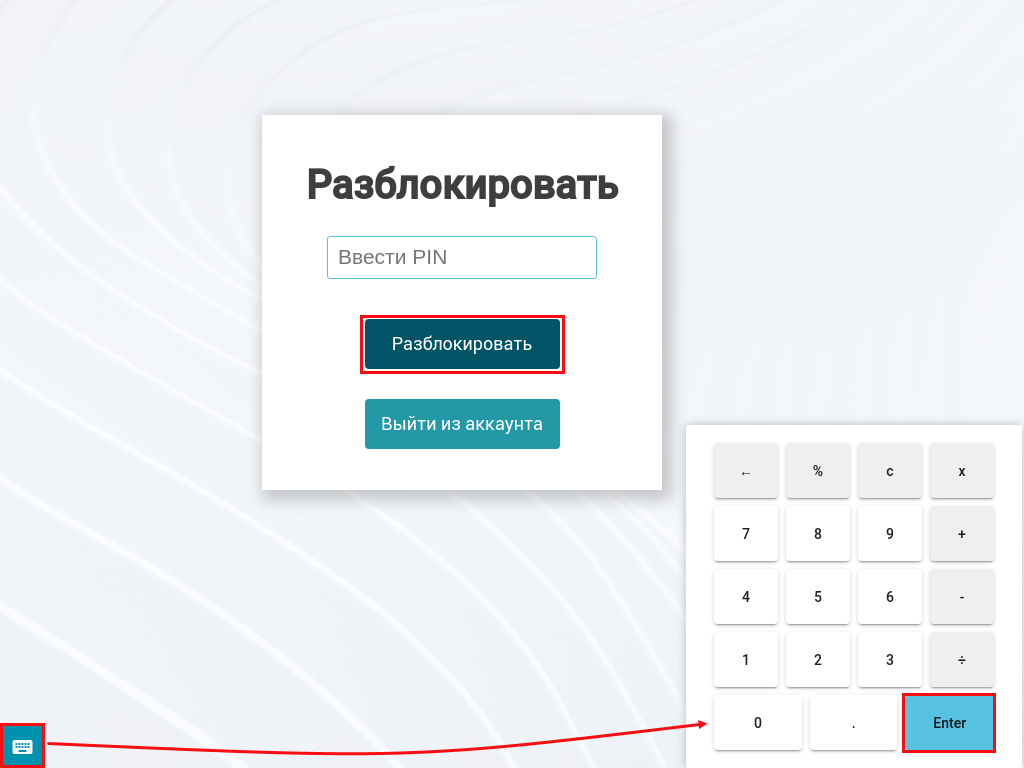 Разблокировать
Ввести PIN
Разблокировать
Выйти из аккаунта
← % c x
7 8 9 +
4 5 6 -
1 2 3 ÷
0 . Enter